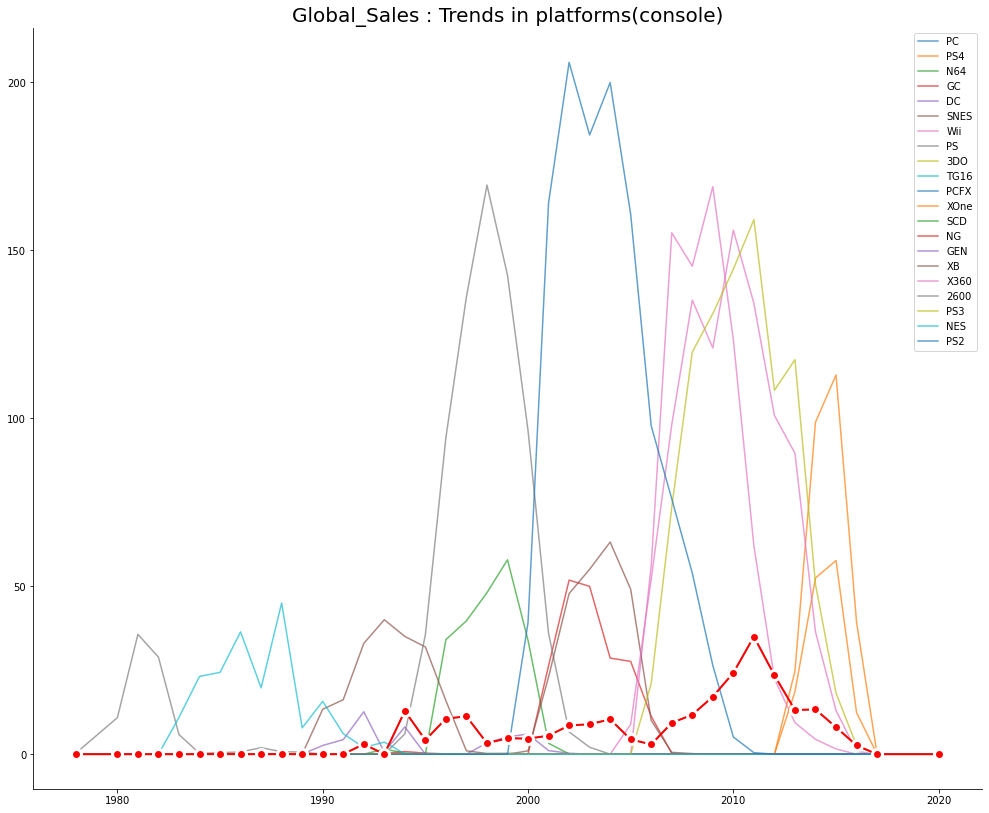 Global_Sales : Trends in platforms(console)
PC
PS4
N64
GC
DC
SNES
Wii
PS
3DO
TG16
PCFX
XOne
SCD
NG
GEN
XB
X360
2600
PS3
NES
PS2
200
150
100
50
0
1980
1990
2000
2010
2020